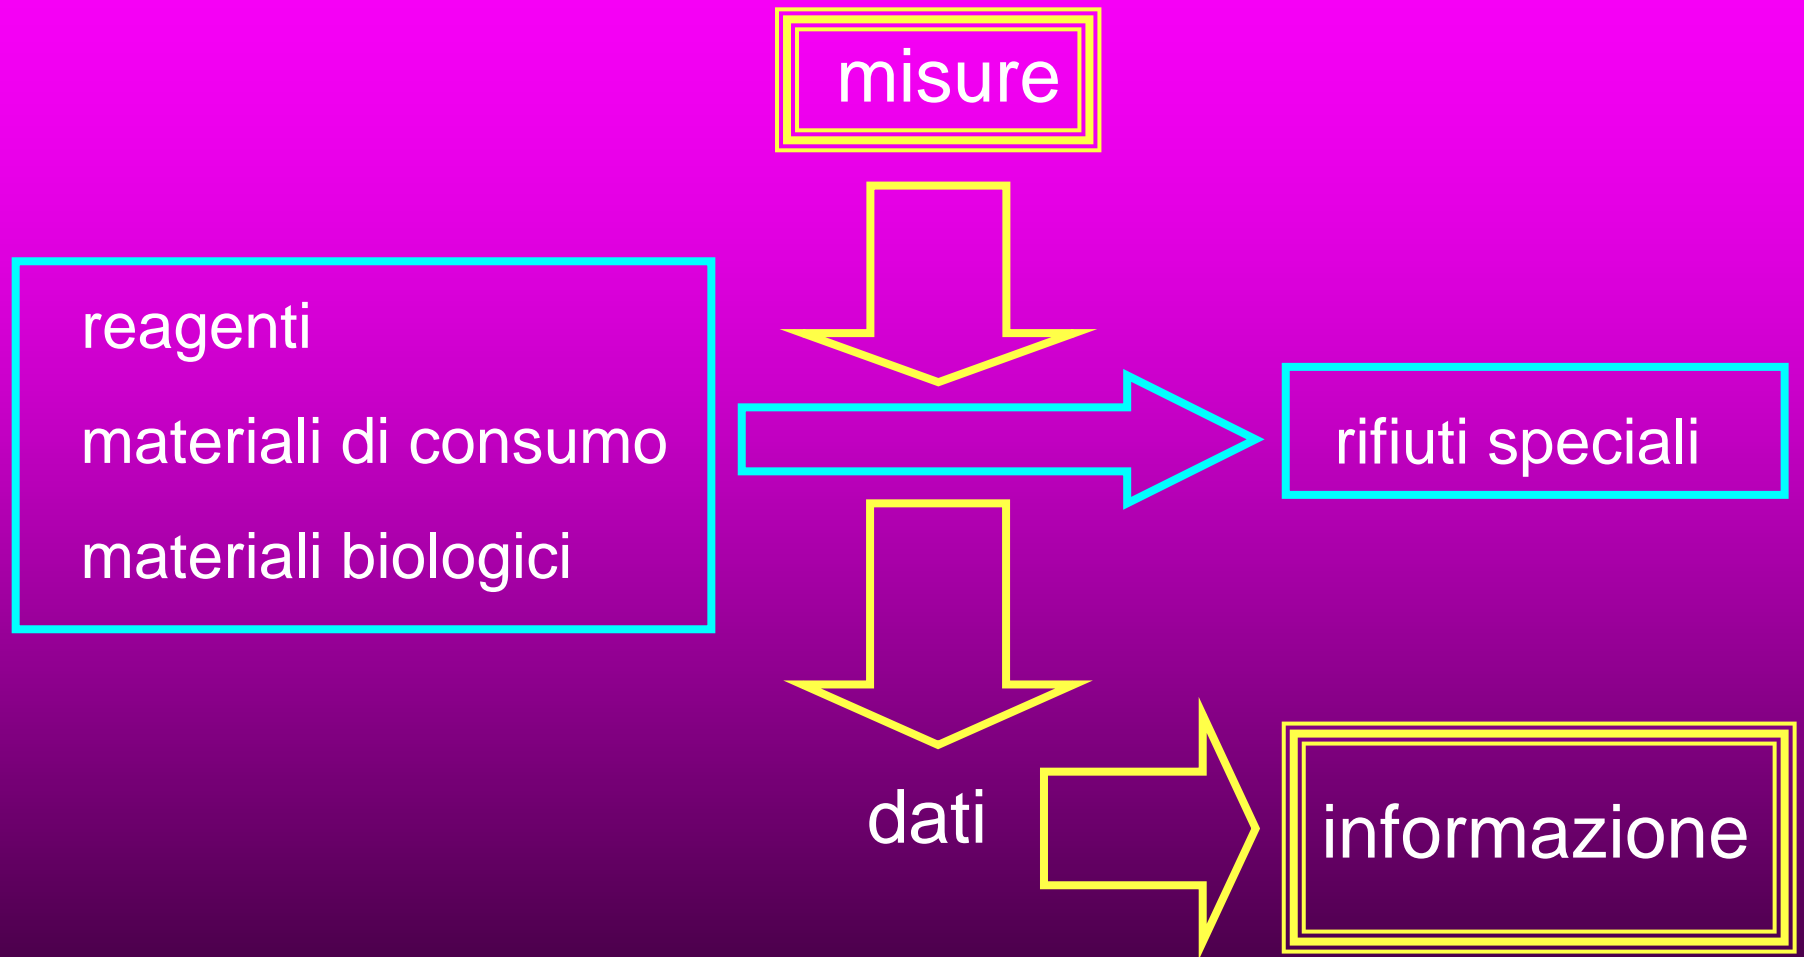 misure
reagenti
materiali di consumo
materiali biologici
rifiuti speciali
dati
informazione